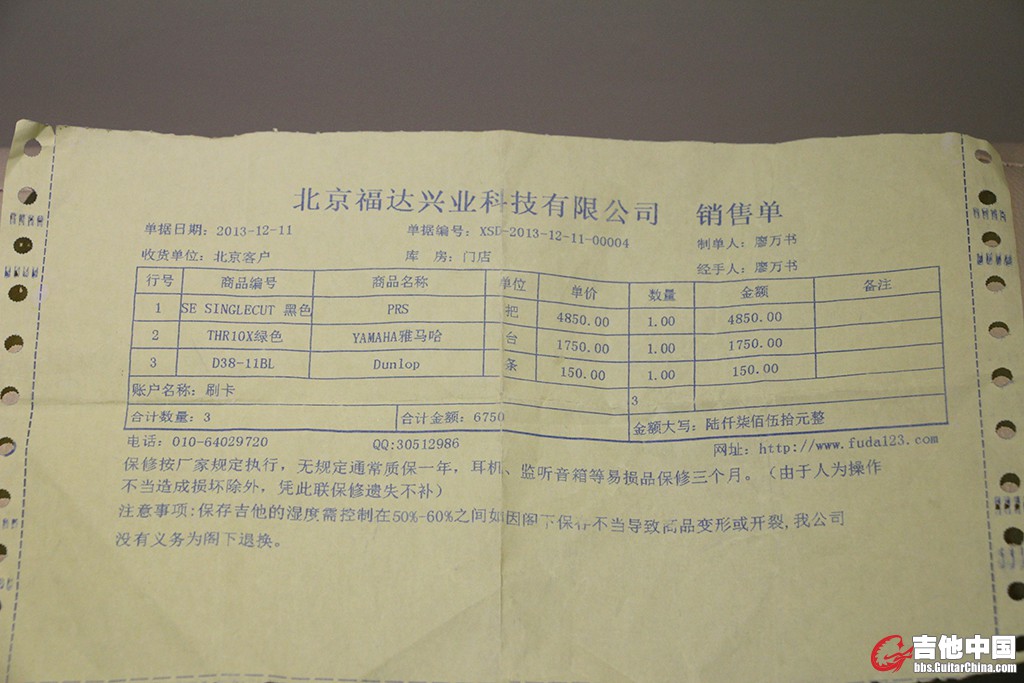 北京福达兴业科技有限公司 销售单
单据日期：2013-12-11 单据编号：XSD-2013-12-11-00004 制单人：廖万书
收货单位：北京客户 库 房：门店 经手人：廖万书
行号 商品编号 商品名称 单位 单价 数量 金额 备注
1 SE SINGLECUT 黑色 PRS 把 4850.00 1.00 4850.00
2 THR10X绿色 YAMAHA雅马哈 台 1750.00 1.00 1750.00
3 D38-11BL Dunlop 条 150.00 1.00 150.00
账户名称：刷卡 3
合计数量：3 合计金额：6750 金额大写：陆仟柒佰伍拾元整
电话：010-64029720 QQ:30512986 网址：http://www.fuda123.com
保修按厂家规定执行，无规定通常质保一年，耳机、监听音箱等易损品保修三个月。（由于人为操作
不当造成损坏除外，凭此联保修遗失不补）
注意事项:保存吉他的湿度需控制在50%-60%之间如因阁下保存不当导致商品变形或开裂,我公司
没有义务为阁下退换。
吉他中国
bbs.GuitarChina.com